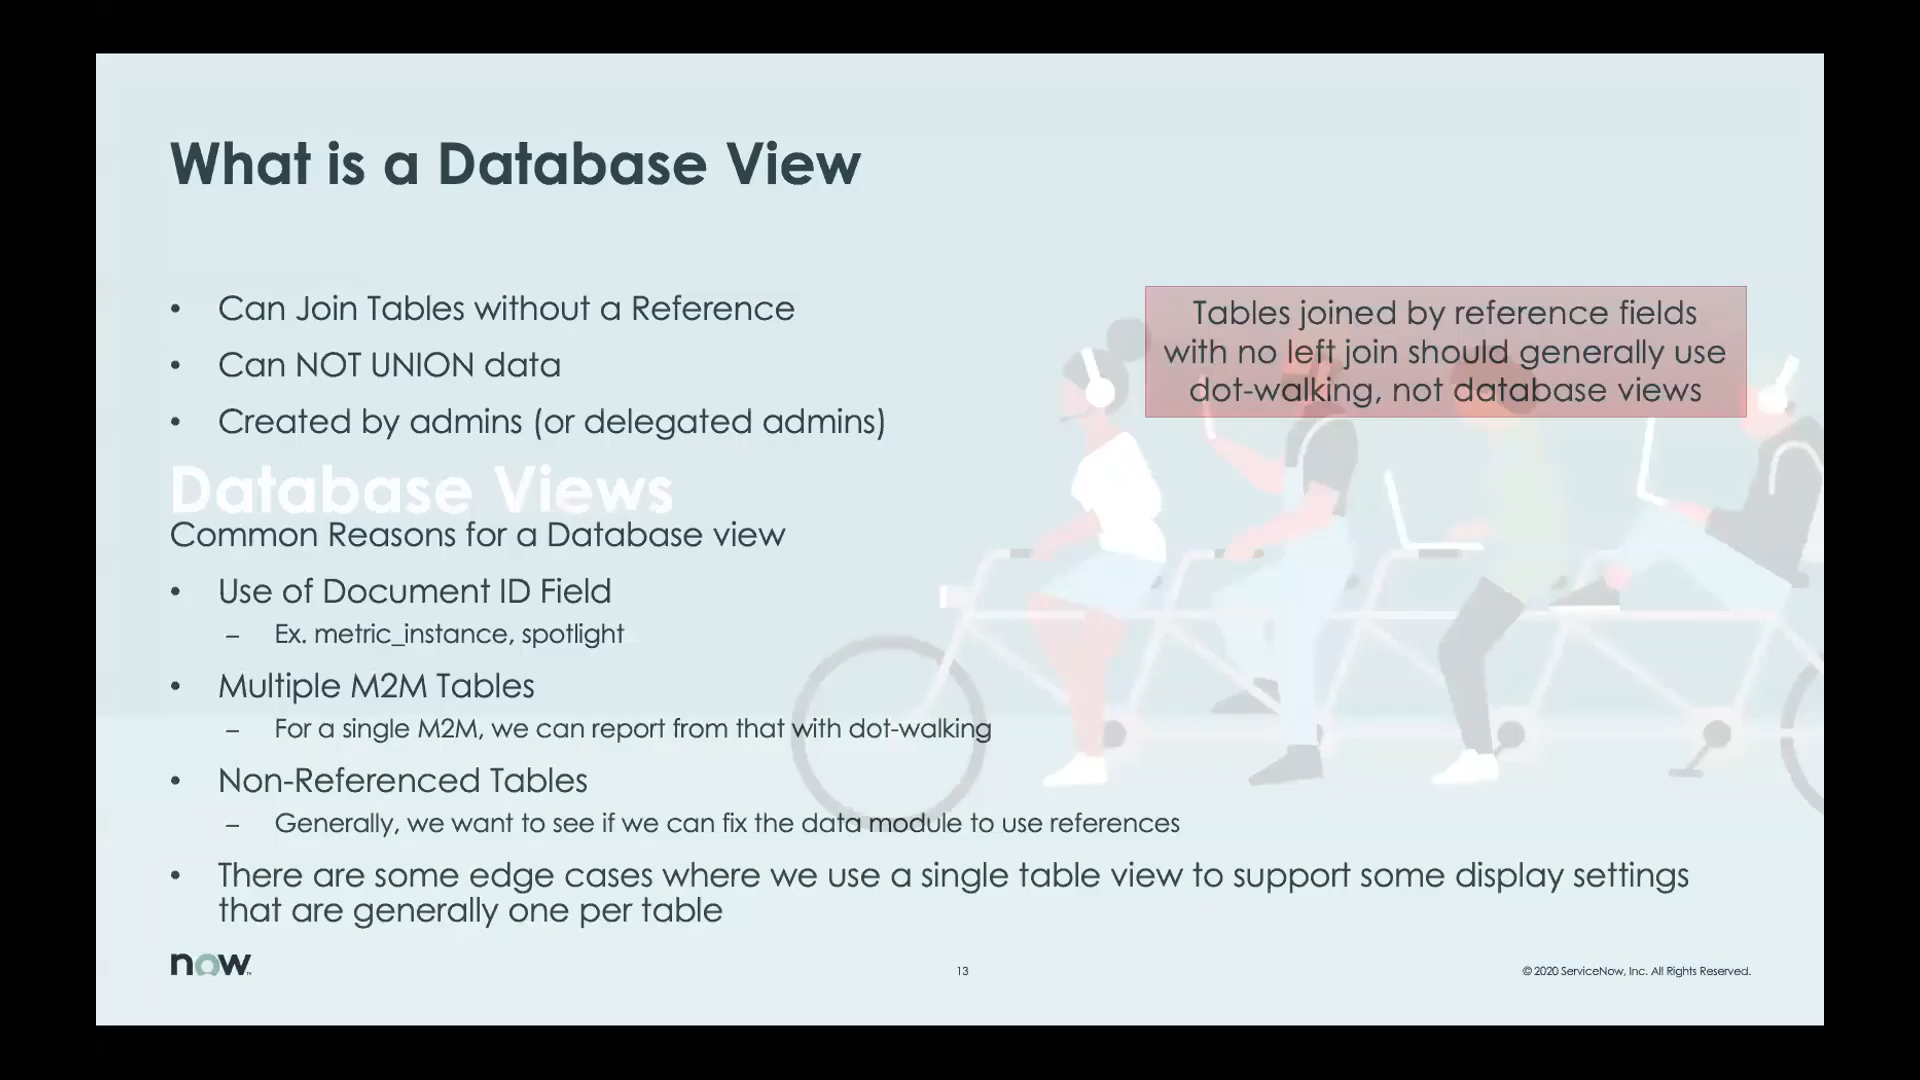 What is a Database View
• Can Join Tables without a Reference
• Can NOT UNION data
• Created by admins (or delegated admins)
Tables joined by reference fields
with no left join should generally use
dot-walking, not database views
Database Views
Common Reasons for a Database view
• Use of Document ID Field
– Ex. metric_instance, spotlight
• Multiple M2M Tables
– For a single M2M, we can report from that with dot-walking
• Non-Referenced Tables
– Generally, we want to see if we can fix the data module to use references
• There are some edge cases where we use a single table view to support some display settings
that are generally one per table
now
13
© 2020 ServiceNow, Inc. All Rights Reserved.